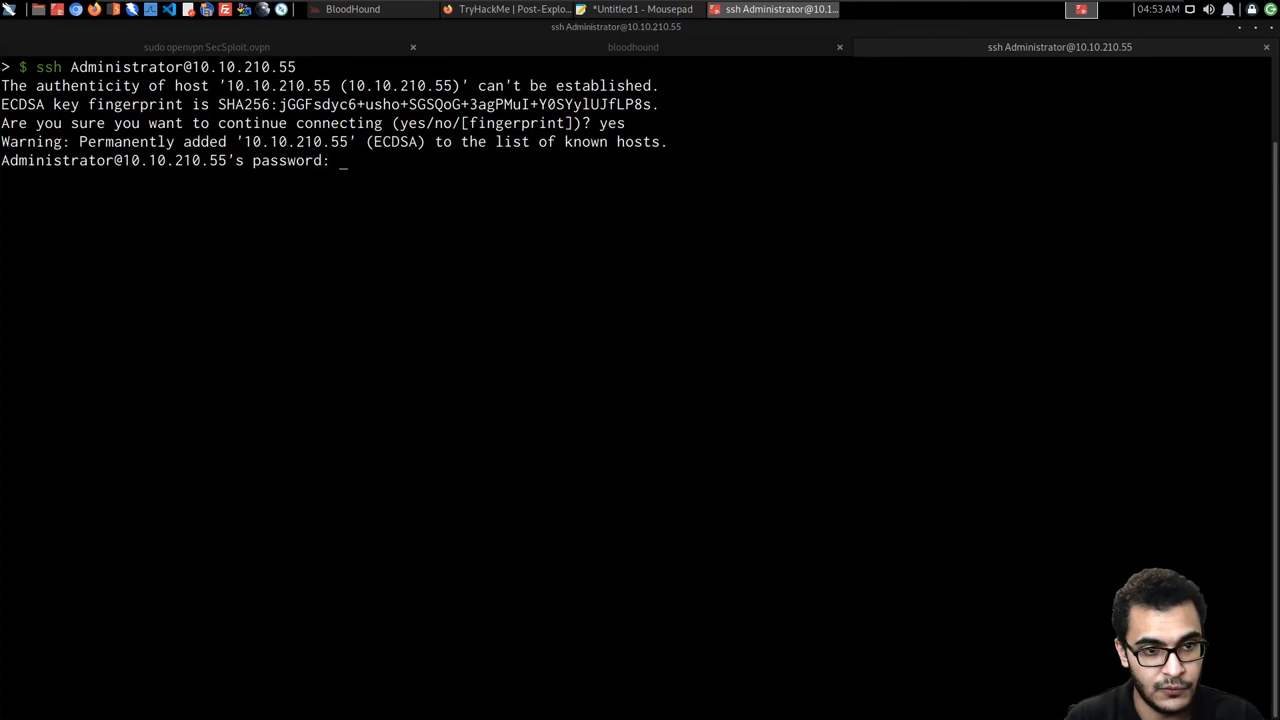 BloodHound
TryHackMe | Post-Explo...
*Untitled 1 - Mousepad
ssh Administrator@10.1...
04:53 AM
ssh Administrator@10.10.210.55
sudo openvpn SecSploit.ovpn
bloodhound
ssh Administrator@10.10.210.55
> $ ssh Administrator@10.10.210.55
The authenticity of host '10.10.210.55 (10.10.210.55)' can't be established.
ECDSA key fingerprint is SHA256:jGGFsdyc6+usho+SGSQoG+3agPMuI+Y0SYylUJfLP8s.
Are you sure you want to continue connecting (yes/no/[fingerprint])? yes
Warning: Permanently added '10.10.210.55' (ECDSA) to the list of known hosts.
Administrator@10.10.210.55's password: _